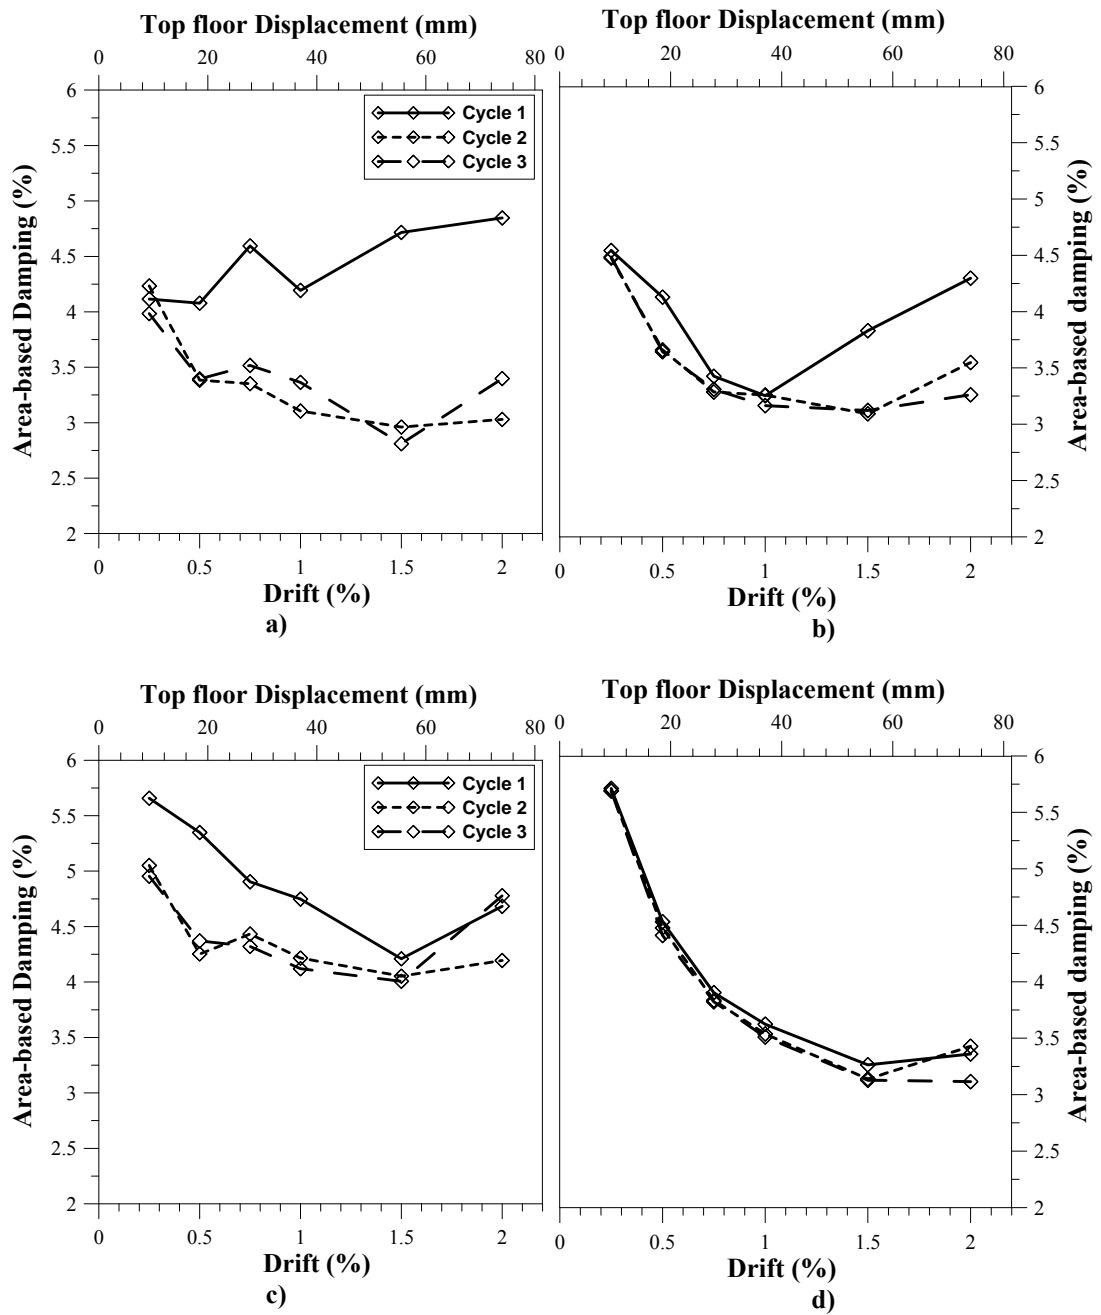 Top floor Displacement (mm)
0 20 40 60 80
6
5.5
5
4.5
4
3.5
3
2.5
2
Area-based Damping (%)
Cycle 1
Cycle 2
Cycle 3
0 0.5 1 1.5 2
Drift (%)
a)
Top floor Displacement (mm)
0 20 40 60 80
6
5.5
5
4.5
4
3.5
3
2.5
2
Area-based damping (%)
0 0.5 1 1.5 2
Drift (%)
b)
Top floor Displacement (mm)
0 20 40 60 80
6
5.5
5
4.5
4
3.5
3
2.5
2
Area-based Damping (%)
Cycle 1
Cycle 2
Cycle 3
0 0.5 1 1.5 2
Drift (%)
c)
Top floor Displacement (mm)
0 20 40 60 80
6
5.5
5
4.5
4
3.5
3
2.5
2
Area-based damping (%)
0 0.5 1 1.5 2
Drift (%)
d)